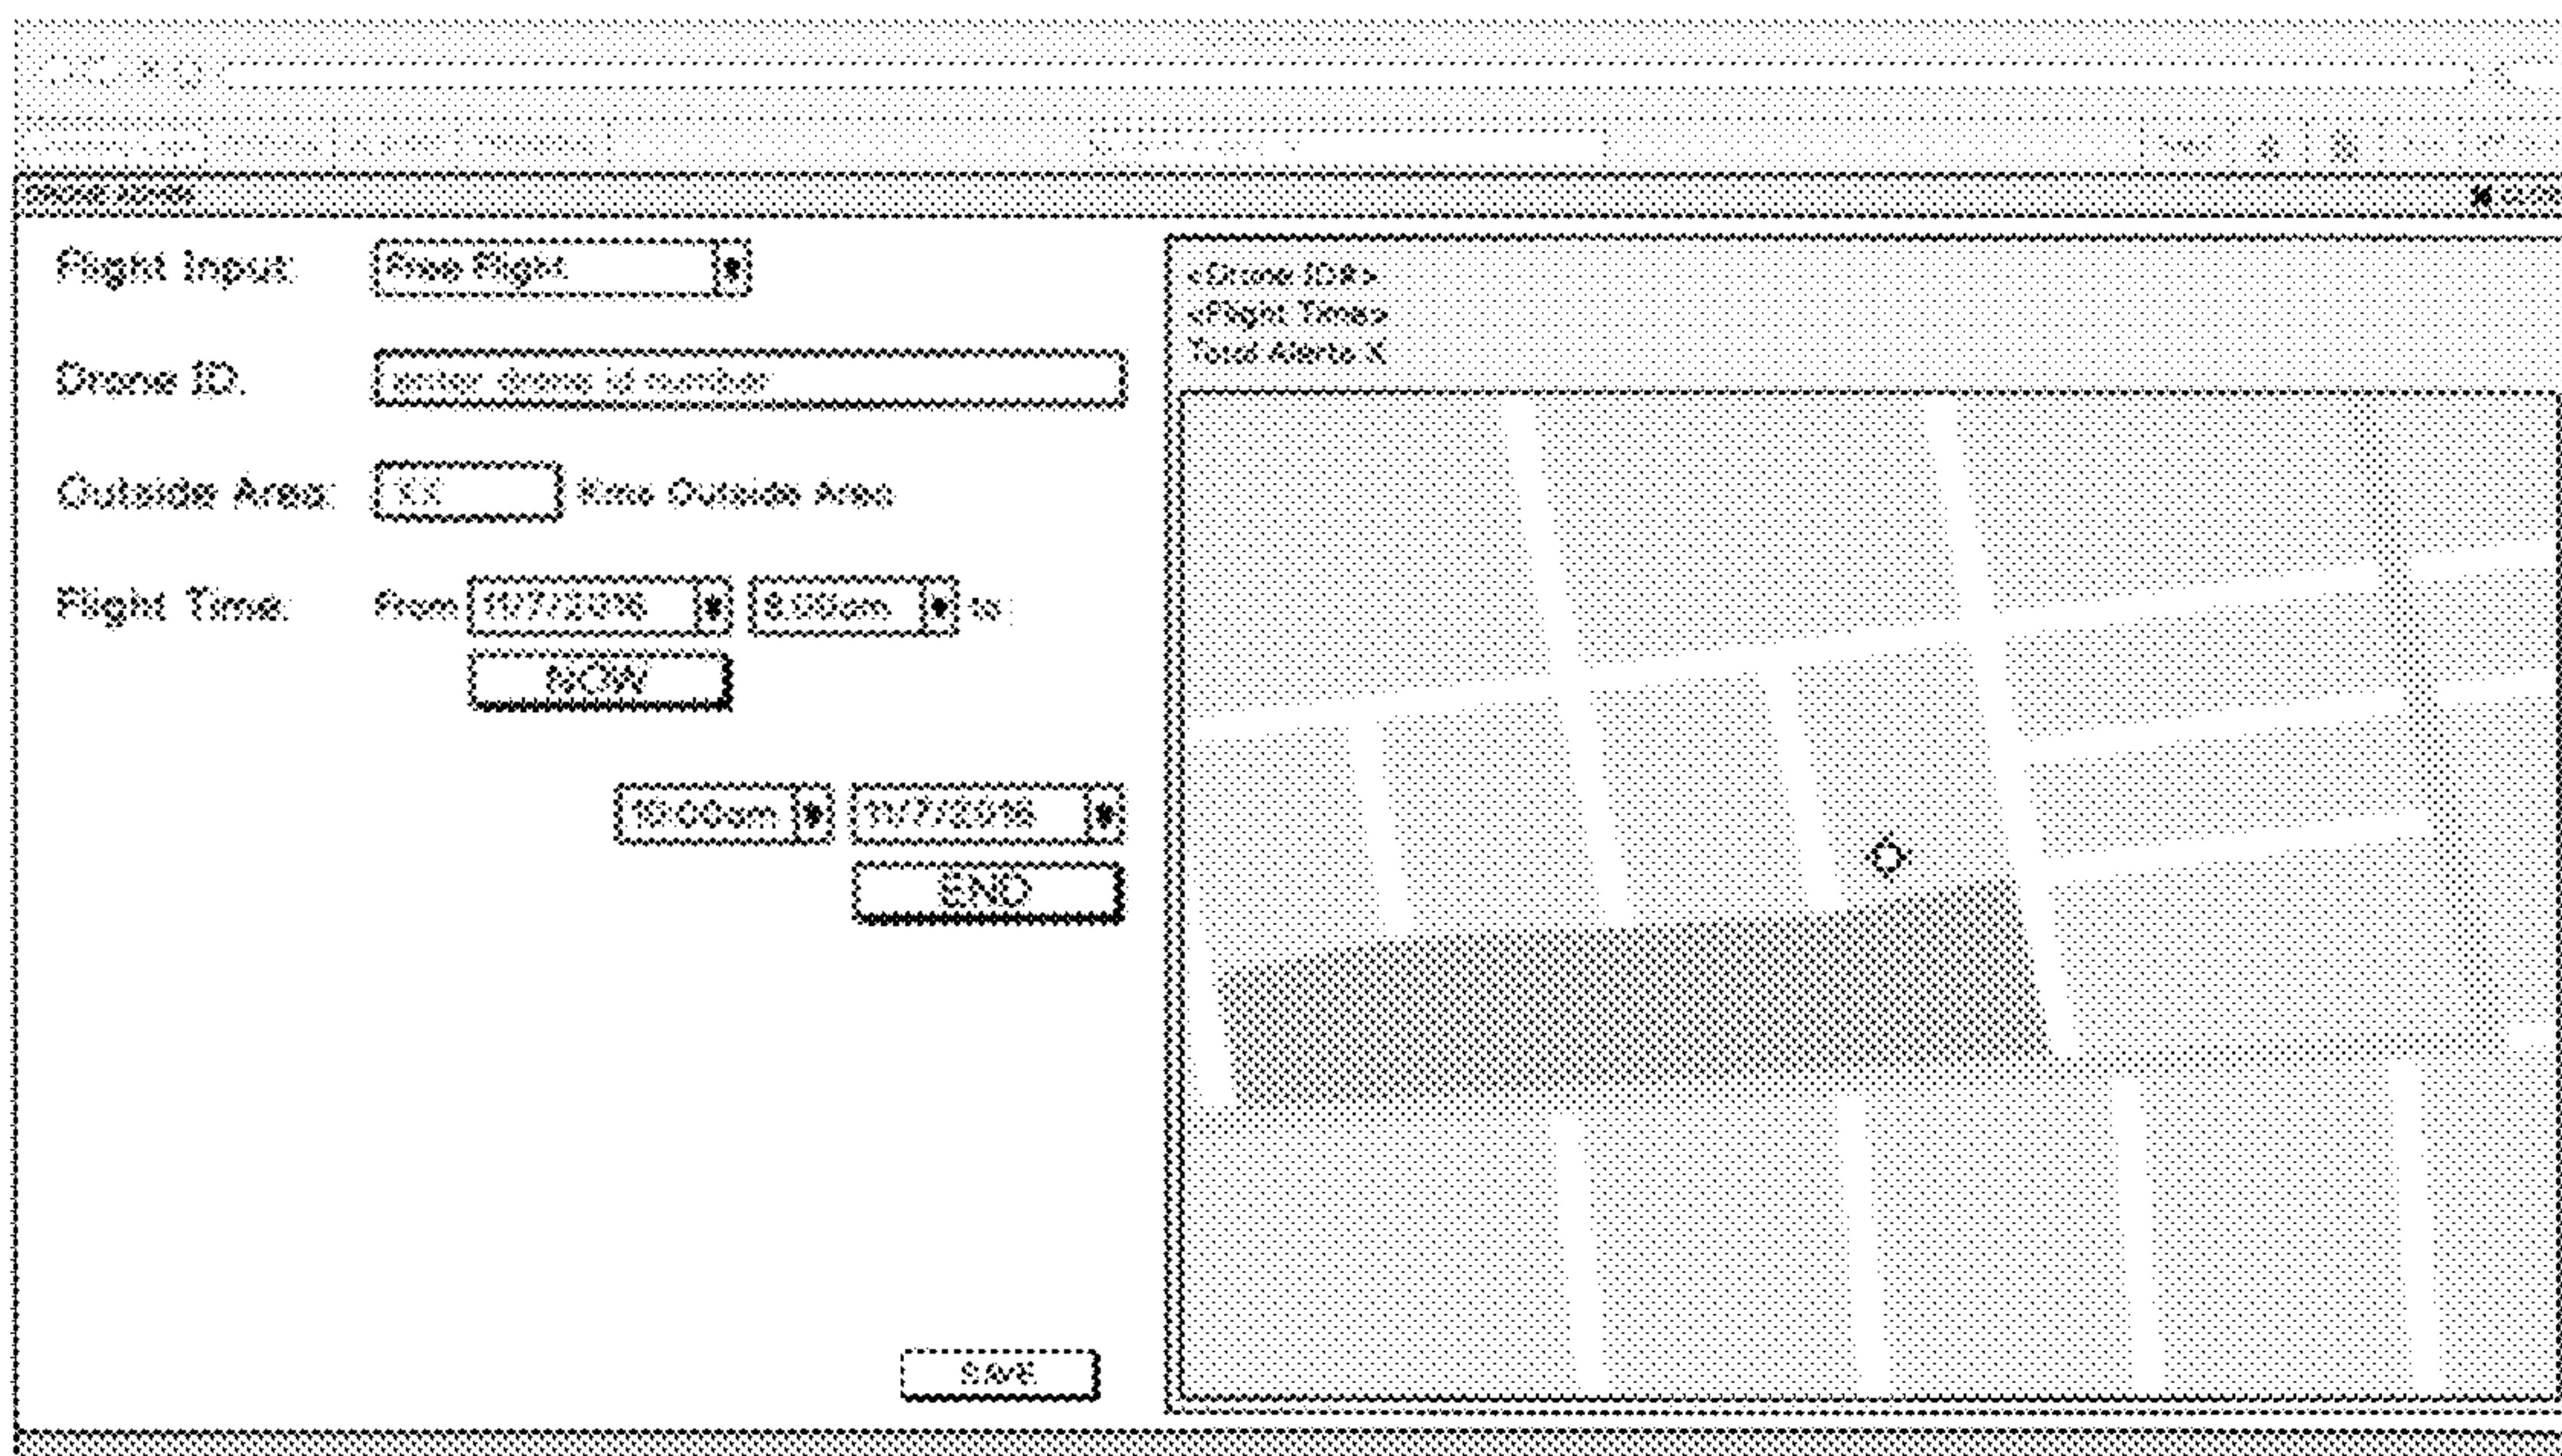 Flight Input:
Free Flight
Drone ID:
enter drone id number
Outside Area:
XX
Kms Outside Area
Flight Time:
From
11/7/2016
8:00am
to:
NOW
10:00am
11/7/2016
END
SAVE
<Drone ID#>
<Flight Time>
Total Alerts X